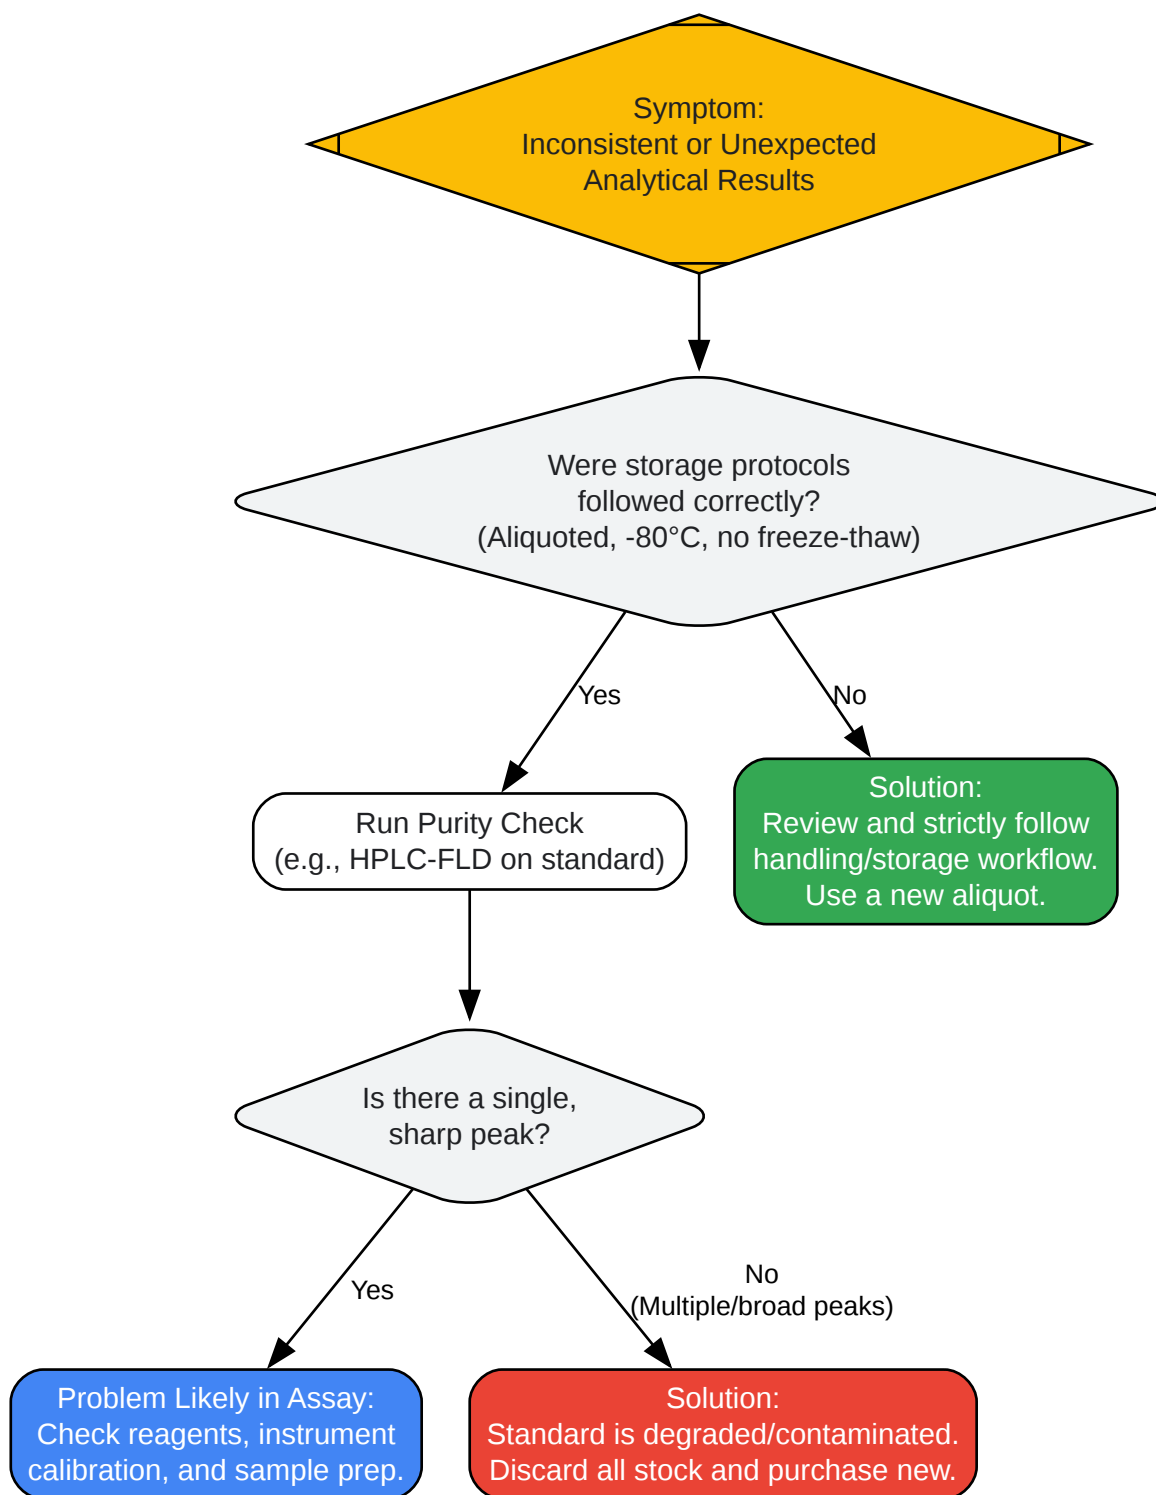 Symptom:
Inconsistent or Unexpected
Analytical Results
Were storage protocols
followed correctly?
(Aliquoted, -80°C, no freeze-thaw)
Yes
No
Run Purity Check
(e.g., HPLC-FLD on standard)
Solution:
Review and strictly follow
handling/storage workflow.
Use a new aliquot.
Is there a single,
sharp peak?
Yes
No
(Multiple/broad peaks)
Problem Likely in Assay:
Check reagents, instrument
calibration, and sample prep.
Solution:
Standard is degraded/contaminated.
Discard all stock and purchase new.